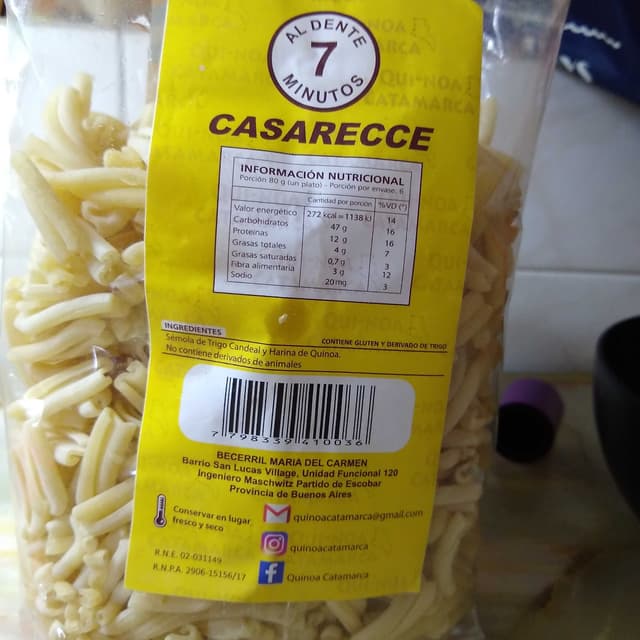 AL DENTE
7
MINUTOS
CASARECCE
INFORMACIÓN NUTRICIONAL
Porción 80 g (un plato) - Porción por envase, 6
Cantidad por porción %VD (*)
Valor energético 272 kcal = 1138 kJ 14
Carbohidratos 47 g 16
Proteínas 12 g 16
Grasas totales 4 g 7
Grasas saturadas 0,7 g 3
Fibra alimentaria 3 g 12
Sodio 20 mg 3
INGREDIENTES
CONTIENE GLUTEN Y DERIVADO DE TRIGO
Sémola de Trigo Candeal y Harina de Quinoa.
No contiene derivados de animales
7 798339 410036
BECERRIL MARIA DEL CARMEN
Barrio San Lucas Village, Unidad Funcional 120
Ingeniero Maschwitz Partido de Escobar
Provincia de Buenos Aires
Conservar en lugar
fresco y seco
quinoacatamarca@gmail.com
quinoacatamarca
Quinoa Catamarca
R.N.E. 02-031149
R.N.P.A. 2906-15156/17